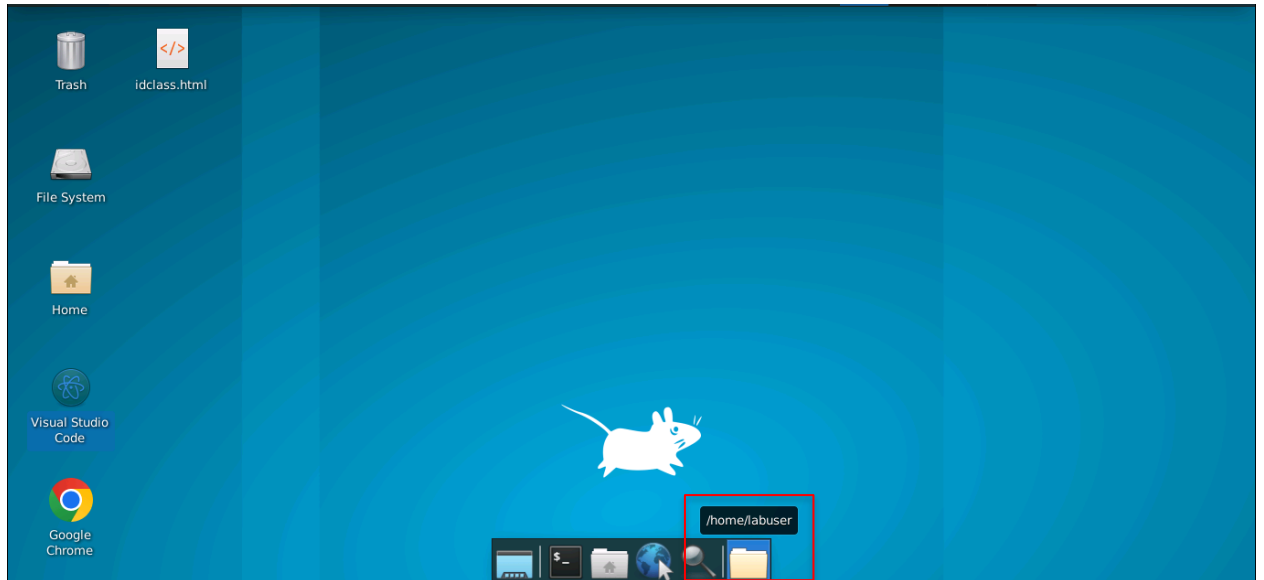 Trash
</>
idclass.html
File System
Home
Visual Studio
Code
Google
Chrome
/home/labuser
$_